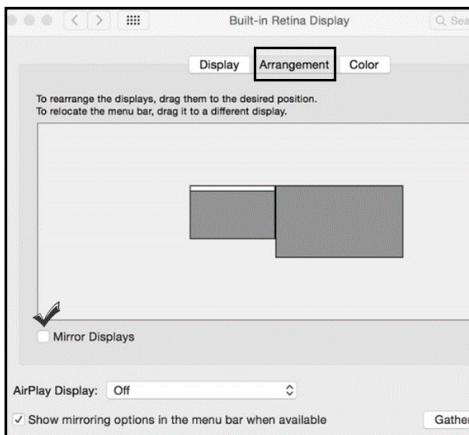 Built-in Retina Display
Display Arrangement Color
To rearrange the displays, drag them to the desired position.
To relocate the menu bar, drag it to a different display.
Mirror Displays
AirPlay Display: Off
Show mirroring options in the menu bar when available